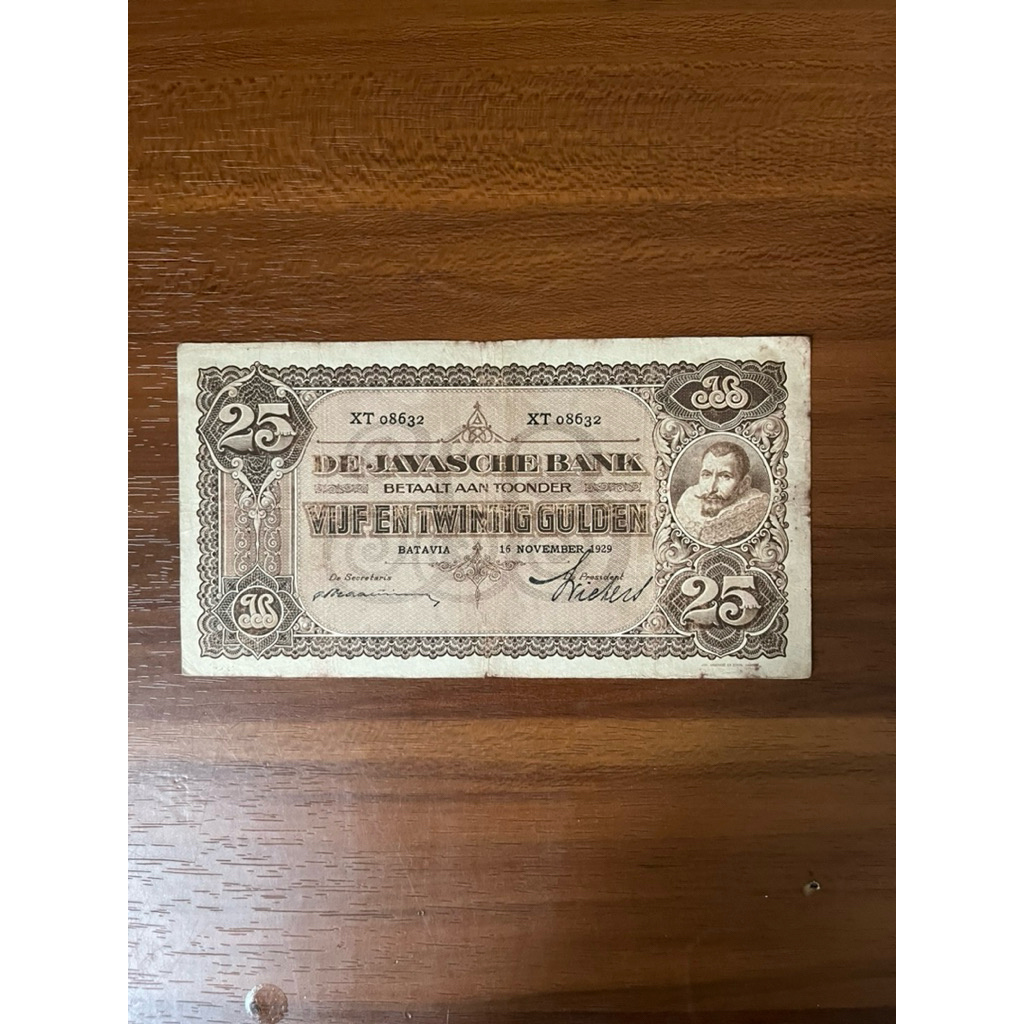 25
XT 08632 XT 08632
JB
DE JAVASCHE BANK
BETAALT AAN TOONDER
VIJF EN TWINTIG GULDEN
BATAVIA 16 NOVEMBER 1929
De Secretaris President
JB
25